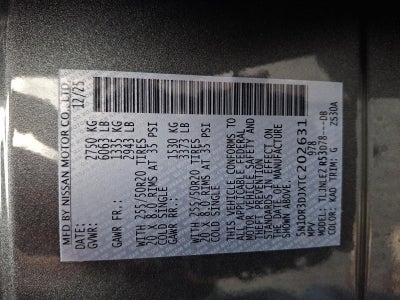 MFD BY NISSAN MOTOR CO., LTD.
12/25
GVWR: 2750 KG
6063 LB
GAWR FR.: 1335 KG
2943 LB
WITH 255/50R20 TIRES
20 X 8.0 RIMS AT 35 PSI
COLD SINGLE
GAWR RR.: 1530 KG
3373 LB
WITH 255/50R20 TIRES
20 X 8.0 RIMS AT 35 PSI
COLD SINGLE
THIS VEHICLE CONFORMS TO
ALL APPLICABLE FEDERAL
MOTOR VEHICLE SAFETY AND
THEFT PREVENTION
STANDARDS IN EFFECT ON
THE DATE OF MANUFACTURE
SHOWN ABOVE.
MPV
MODEL:
COLOR: KAD TRIM: G